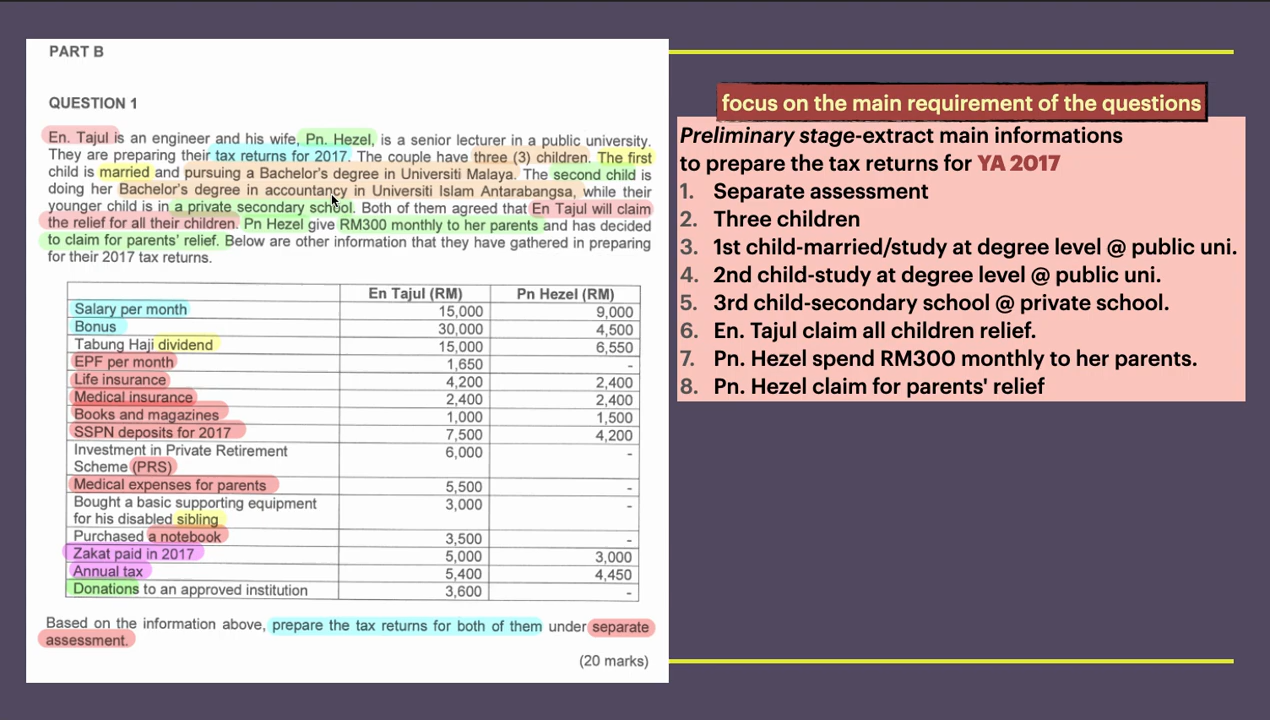 PART B
QUESTION 1
En. Tajul is an engineer and his wife, Pn. Hezel, is a senior lecturer in a public university.
They are preparing their tax returns for 2017. The couple have three (3) children. The first
child is married and pursuing a Bachelor's degree in Universiti Malaya. The second child is
doing her Bachelor's degree in accountancy in Universiti Islam Antarabangsa, while their
younger child is in a private secondary school. Both of them agreed that En Tajul will claim
the relief for all their children. Pn Hezel give RM300 monthly to her parents and has decided
to claim for parents' relief. Below are other information that they have gathered in preparing
for their 2017 tax returns.
En Tajul (RM) Pn Hezel (RM)
Salary per month 15,000 9,000
Bonus 30,000 4,500
Tabung Haji dividend 15,000 6,550
EPF per month 1,650 -
Life insurance 4,200 2,400
Medical insurance 2,400 2,400
Books and magazines 1,000 1,500
SSPN deposits for 2017 7,500 4,200
Investment in Private Retirement 6,000 -
Scheme (PRS)
Medical expenses for parents 5,500 -
Bought a basic supporting equipment 3,000 -
for his disabled sibling
Purchased a notebook 3,500 -
Zakat paid in 2017 5,000 3,000
Annual tax 5,400 4,450
Donations to an approved institution 3,600 -
Based on the information above, prepare the tax returns for both of them under separate
assessment.
(20 marks)
focus on the main requirement of the questions
Preliminary stage-extract main informations
to prepare the tax returns for YA 2017
1. Separate assessment
2. Three children
3. 1st child-married/study at degree level @ public uni.
4. 2nd child-study at degree level @ public uni.
5. 3rd child-secondary school @ private school.
6. En. Tajul claim all children relief.
7. Pn. Hezel spend RM300 monthly to her parents.
8. Pn. Hezel claim for parents' relief